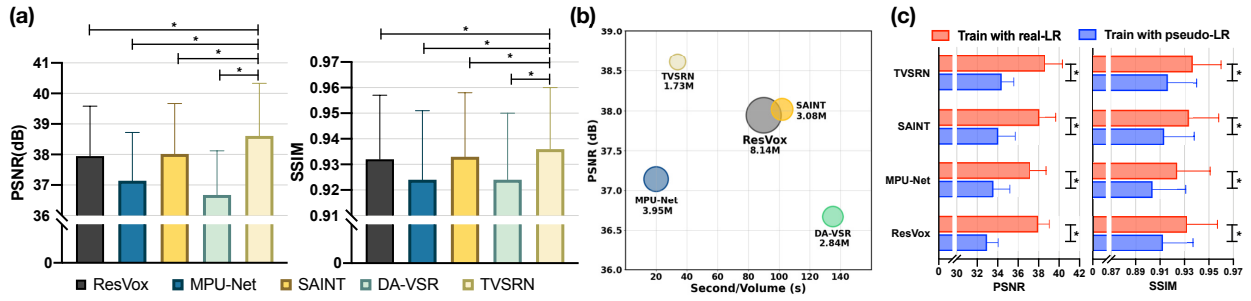 (a)
*
*
*
*
PSNR(dB)
41
40
39
38
37
36
0
*
*
*
*
SSIM
0.97
0.96
0.95
0.94
0.93
0.92
0.91
0
ResVox
MPU-Net
SAINT
DA-VSR
TVSRN
(b)
PSNR (dB)
39.0
38.5
38.0
37.5
37.0
36.5
36.0
TVSRN
1.73M
SAINT
3.08M
ResVox
8.14M
MPU-Net
3.95M
DA-VSR
2.84M
20 40 60 80 100 120 140
Second/Volume (s)
(c)
Train with real-LR
Train with pseudo-LR
TVSRN
SAINT
MPU-Net
ResVox
*
*
*
*
0 30 32 34 36 38 40 42
PSNR
*
*
*
*
0 0.87 0.89 0.91 0.93 0.95 0.97
SSIM